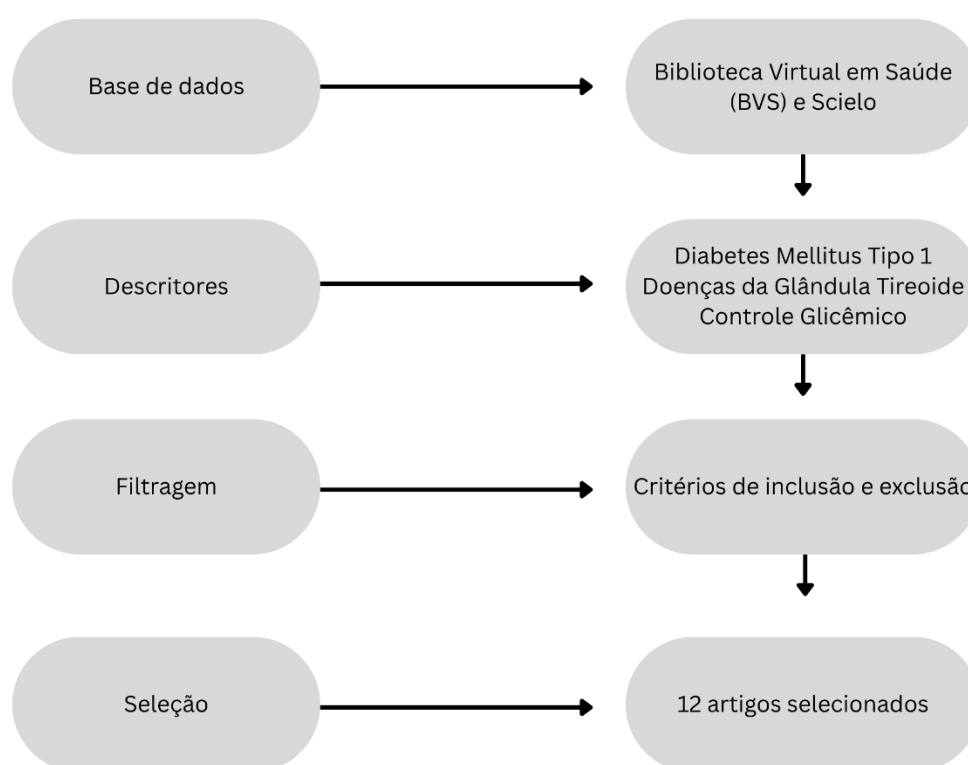 Base de dados
Biblioteca Virtual em Saúde
(BVS) e Scielo
Descritores
Diabetes Mellitus Tipo 1
Doenças da Glândula Tireoide
Controle Glicêmico
Filtragem
Critérios de inclusão e exclusão
Seleção
12 artigos selecionados